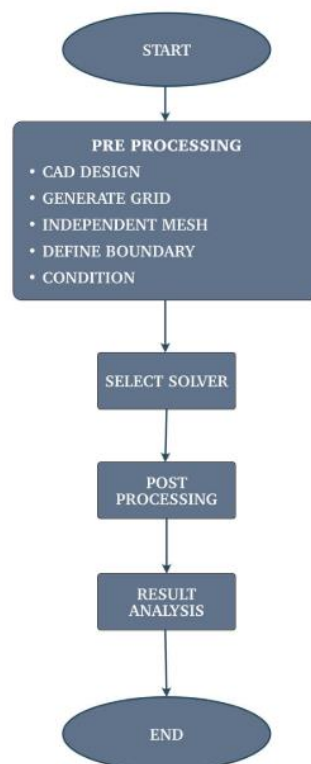 START
PRE PROCESSING
• CAD DESIGN
• GENERATE GRID
• INDEPENDENT MESH
• DEFINE BOUNDARY
• CONDITION
SELECT SOLVER
POST
PROCESSING
RESULT
ANALYSIS
END